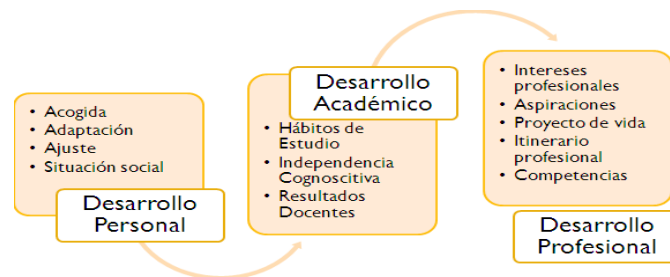 • Acogida
• Adaptación
• Ajuste
• Situación social
Desarrollo
Personal
Desarrollo
Académico
• Hábitos de
Estudio
• Independencia
Cognoscitiva
• Resultados
Docentes
• Intereses
profesionales
• Aspiraciones
• Proyecto de vida
• Itinerario
profesional
• Competencias
Desarrollo
Profesional